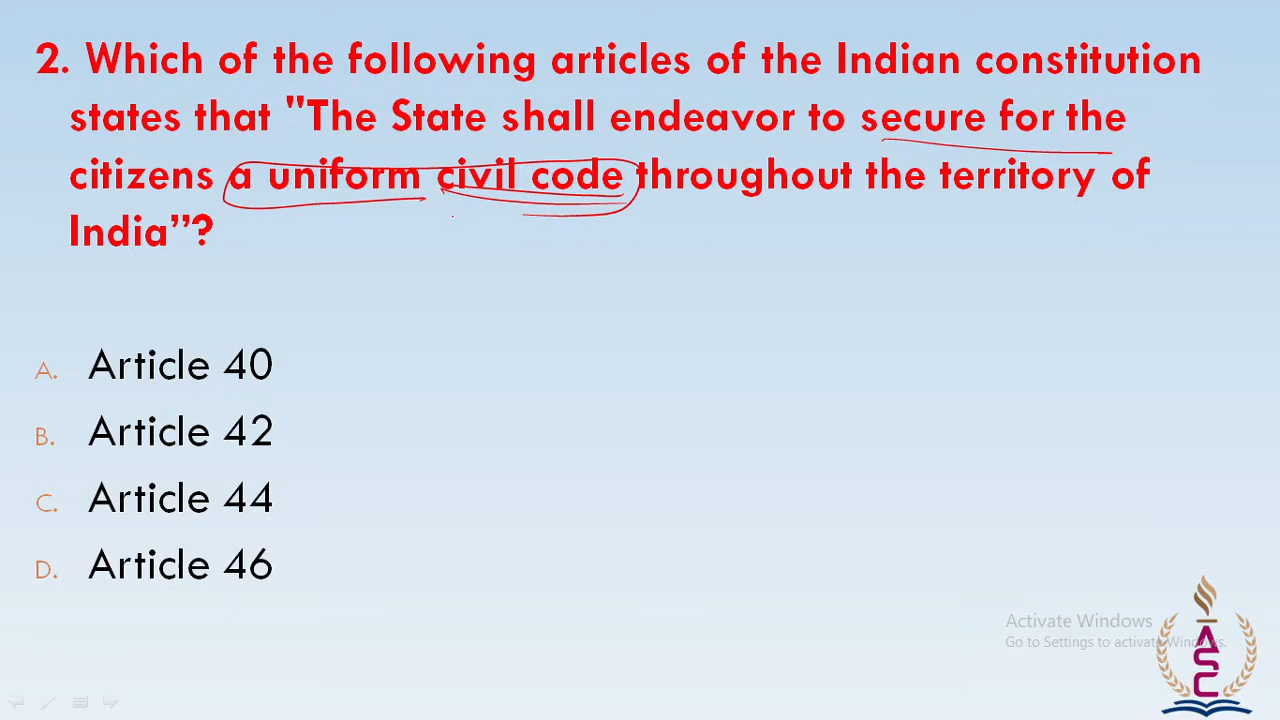 2. Which of the following articles of the Indian constitution
states that "The State shall endeavor to secure for the
citizens a uniform civil code throughout the territory of
India”?
A. Article 40
B. Article 42
C. Article 44
D. Article 46
Activate Windows
Go to Settings to activate Windows.
ASC